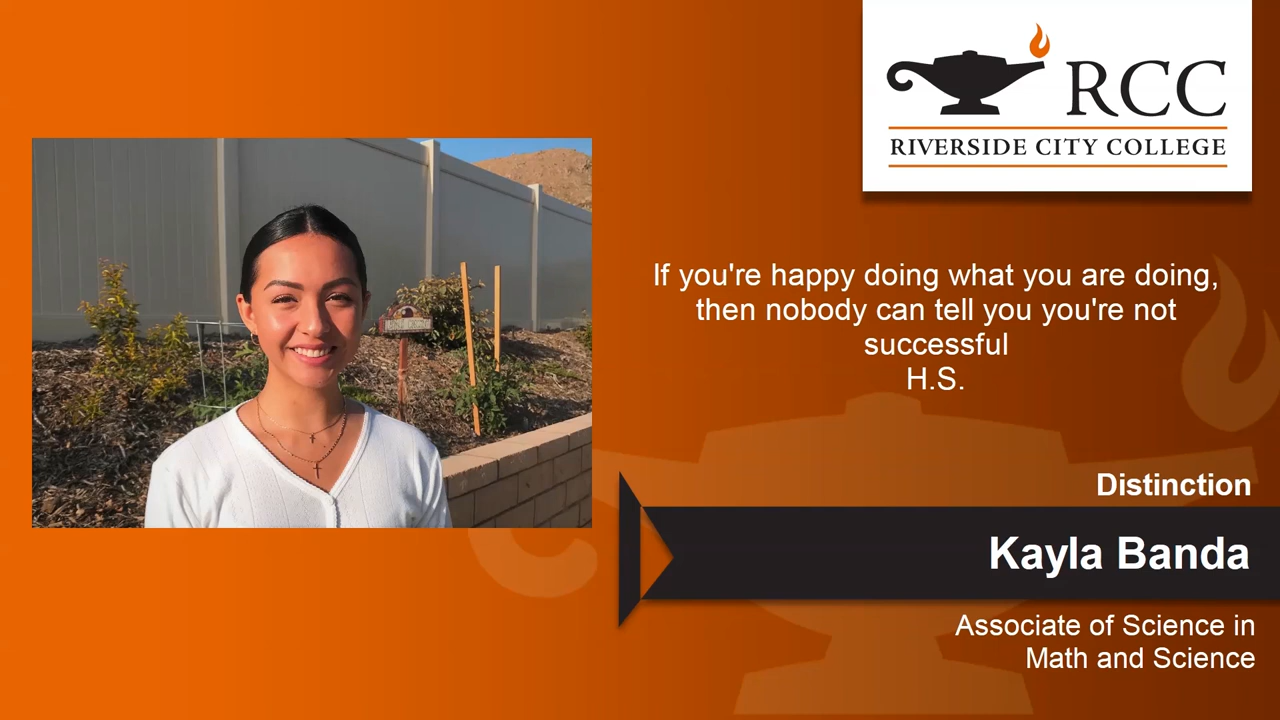 RCC
RIVERSIDE CITY COLLEGE
If you're happy doing what you are doing,
then nobody can tell you you're not
successful
H.S.
Distinction
Kayla Banda
Associate of Science in
Math and Science